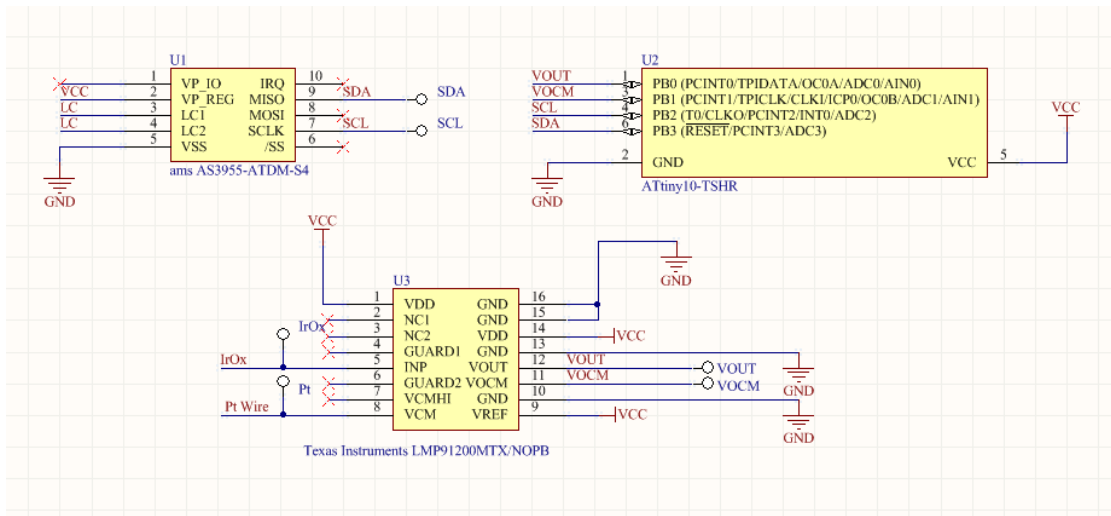 U1
1 VP_IO IRQ 10
VCC 2 VP_REG MISO 9 SDA SDA
LC 3 LC1 MOSI 8
LC 4 LC2 SCLK 7 SCL SCL
5 VSS /SS 6
ams AS3955-ATDM-S4
GND
U2
VOUT 1 PB0 (PCINT0/TPIDATA/OC0A/ADC0/AIN0)
VOCM 3 PB1 (PCINT1/TPICLK/CLKI/ICP0/OC0B/ADC1/AIN1)
SCL 4 PB2 (T0/CLKO/PCINT2/INT0/ADC2)
SDA 6 PB3 (RESET/PCINT3/ADC3)
2 GND VCC 5
VCC
GND
ATtiny10-TSHR
VCC
GND
U3
1 VDD GND 16
2 NC1 GND 15
IrOx
3 NC2 VDD 14 VCC
4 GUARD1 GND 13
IrOx 5 INP VOUT 12 VOUT VOUT
6 GUARD2 VOCM 11 VOCM VOCM
Pt
7 VCMHI GND 10
Pt Wire 8 VCM VREF 9 VCC
GND
GND
Texas Instruments LMP91200MTX/NOPB